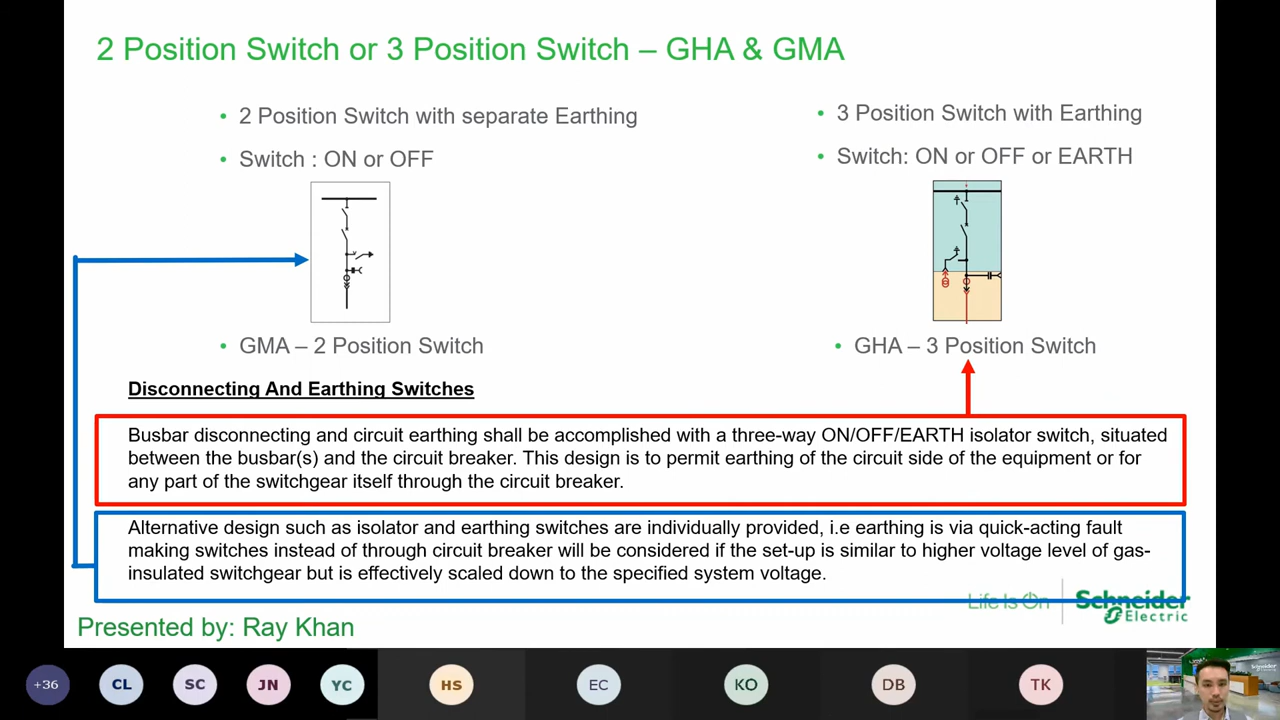 2 Position Switch or 3 Position Switch – GHA & GMA
• 2 Position Switch with separate Earthing
• Switch : ON or OFF
• 3 Position Switch with Earthing
• Switch: ON or OFF or EARTH
• GMA – 2 Position Switch
• GHA – 3 Position Switch
Disconnecting And Earthing Switches
Busbar disconnecting and circuit earthing shall be accomplished with a three-way ON/OFF/EARTH isolator switch, situated
between the busbar(s) and the circuit breaker. This design is to permit earthing of the circuit side of the equipment or for
any part of the switchgear itself through the circuit breaker.
Alternative design such as isolator and earthing switches are individually provided, i.e earthing is via quick-acting fault
making switches instead of through circuit breaker will be considered if the set-up is similar to higher voltage level of gas-
insulated switchgear but is effectively scaled down to the specified system voltage.
Life Is On
Schneider
Electric
Presented by: Ray Khan
+36 CL SC JN YC HS EC KO DB TK
Schneider